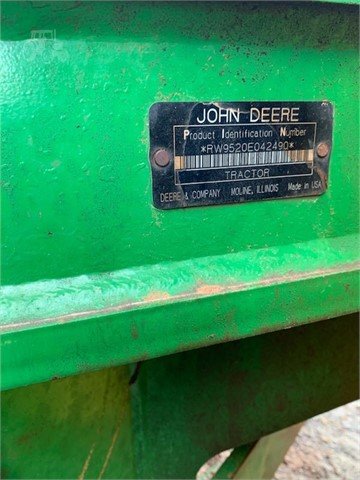 JOHN DEERE
Product Identification Number
*RW9520E042490*
TRACTOR
DEERE & COMPANY MOLINE, ILLINOIS Made in USA